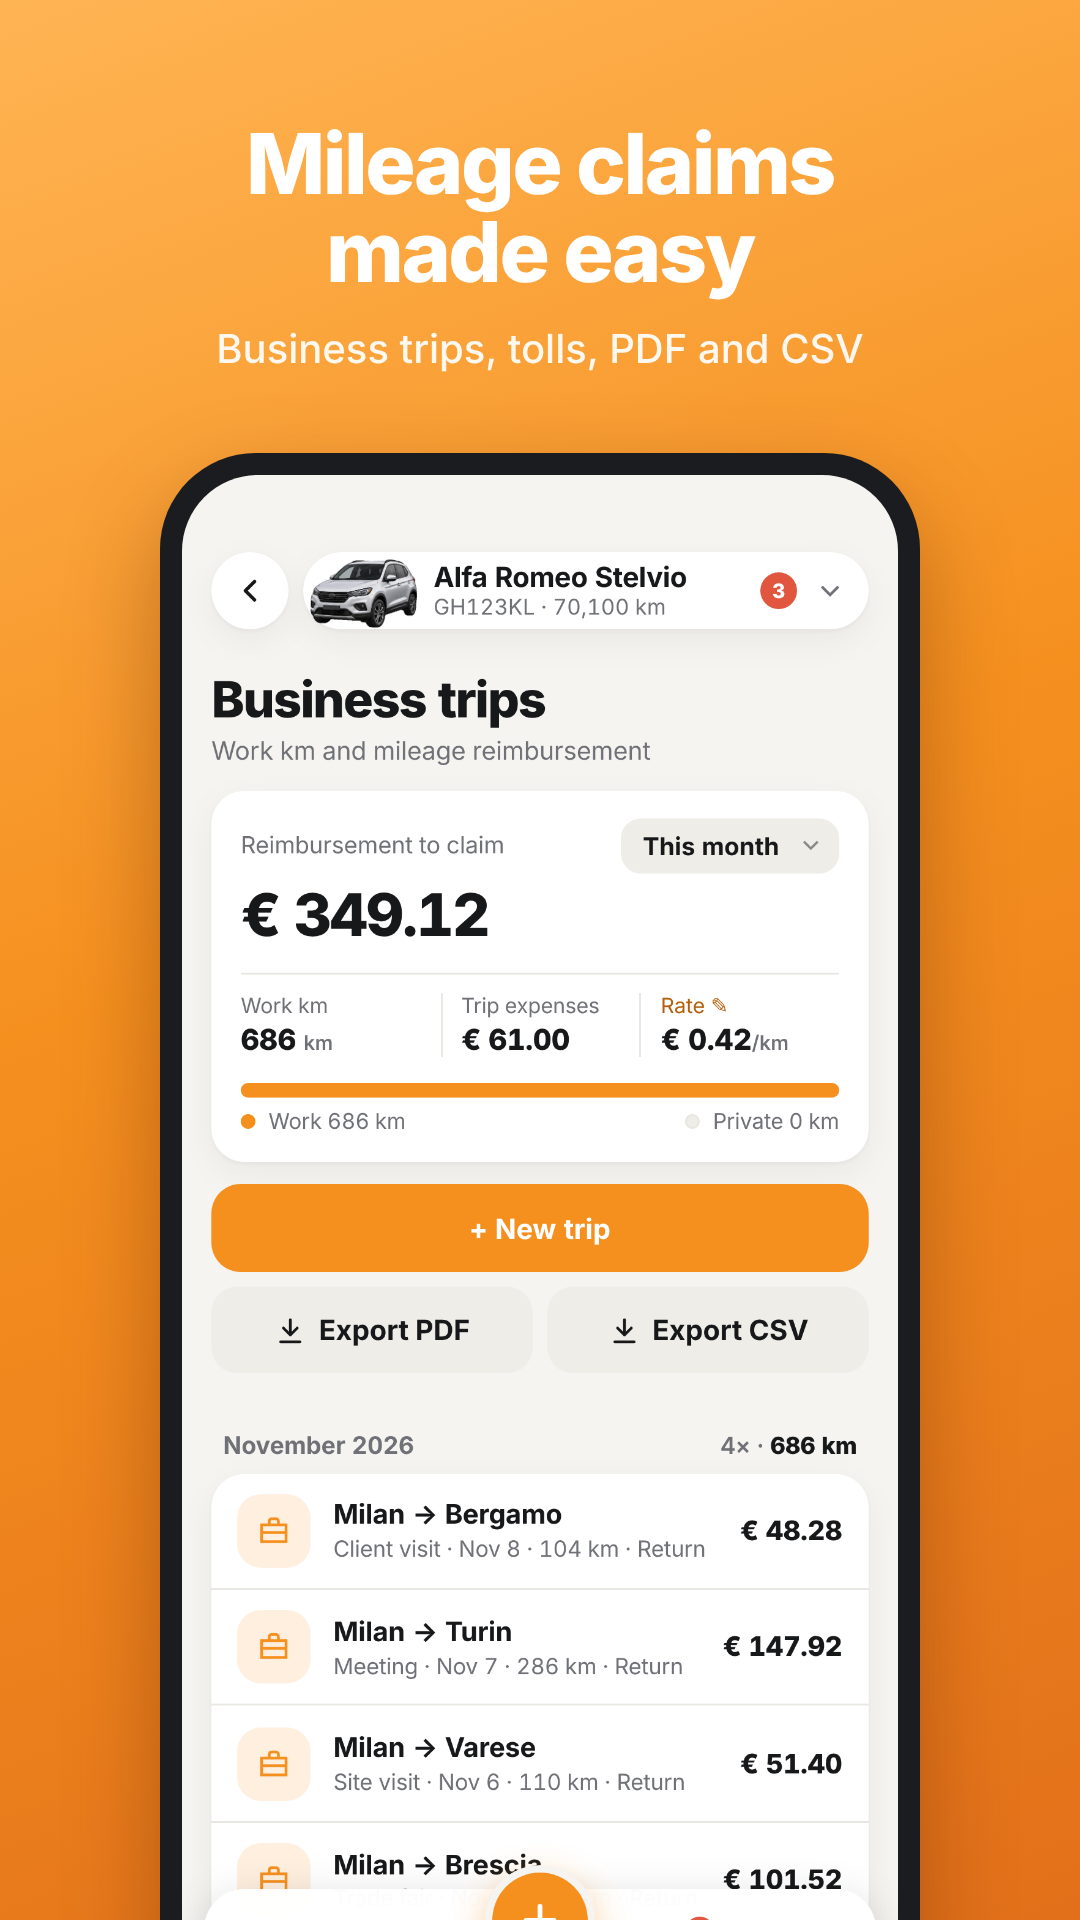 Mileage claims
made easy
Business trips, tolls, PDF and CSV
Alfa Romeo Stelvio
GH123KL · 70,100 km
3
Business trips
Work km and mileage reimbursement
Reimbursement to claim
This month
€ 349.12
Work km
Trip expenses
Rate ✎
686 km
€ 61.00
€ 0.42/km
Work 686 km
Private 0 km
+ New trip
Export PDF
Export CSV
November 2026
4× · 686 km
Milan → Bergamo
Client visit · Nov 8 · 104 km · Return
€ 48.28
Milan → Turin
Meeting · Nov 7 · 286 km · Return
€ 147.92
Milan → Varese
Site visit · Nov 6 · 110 km · Return
€ 51.40
Milan → Brescia
€ 101.52